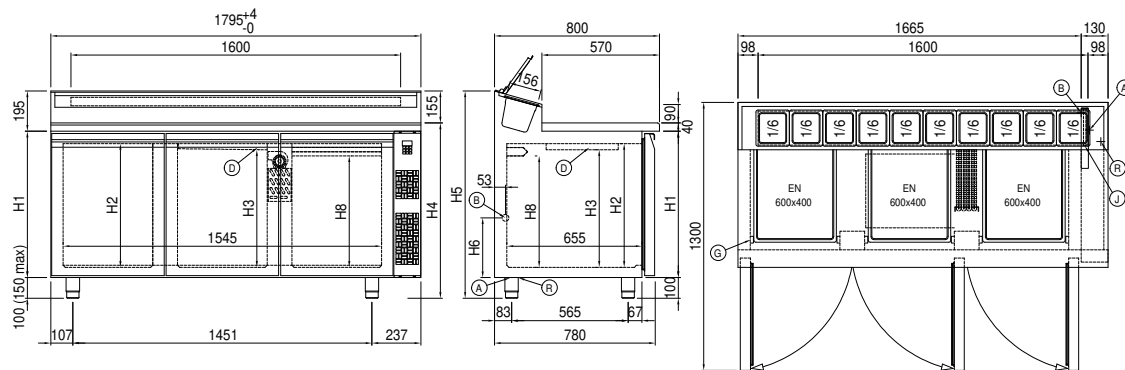 1795 +4 -0
1600
195
155
D
H1
H2
H3
H8
H4
1545
100 (150 max)
107
1451
237
800
570
156
90
40
53
D
B
H5
H6
H8
H3
H2
H1
655
A
R
100
83
565
67
780
1665
130
98
1600
98
B
A
1/6 1/6 1/6 1/6 1/6 1/6 1/6 1/6 1/6 1/6
R
J
EN
600x400
EN
600x400
EN
600x400
1300
G